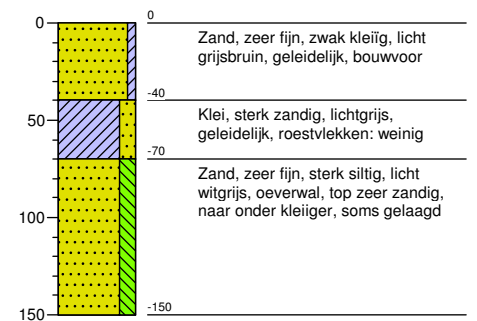 0
0
Zand, zeer fijn, zwak kleiïg, licht
grijsbruin, geleidelijk, bouwvoor
-40
50
Klei, sterk zandig, lichtgrijs,
geleidelijk, roestvlekken: weinig
-70
Zand, zeer fijn, sterk siltig, licht
witgrijs, oeverwal, top zeer zandig,
naar onder kleiiger, soms gelaagd
100
150
-150